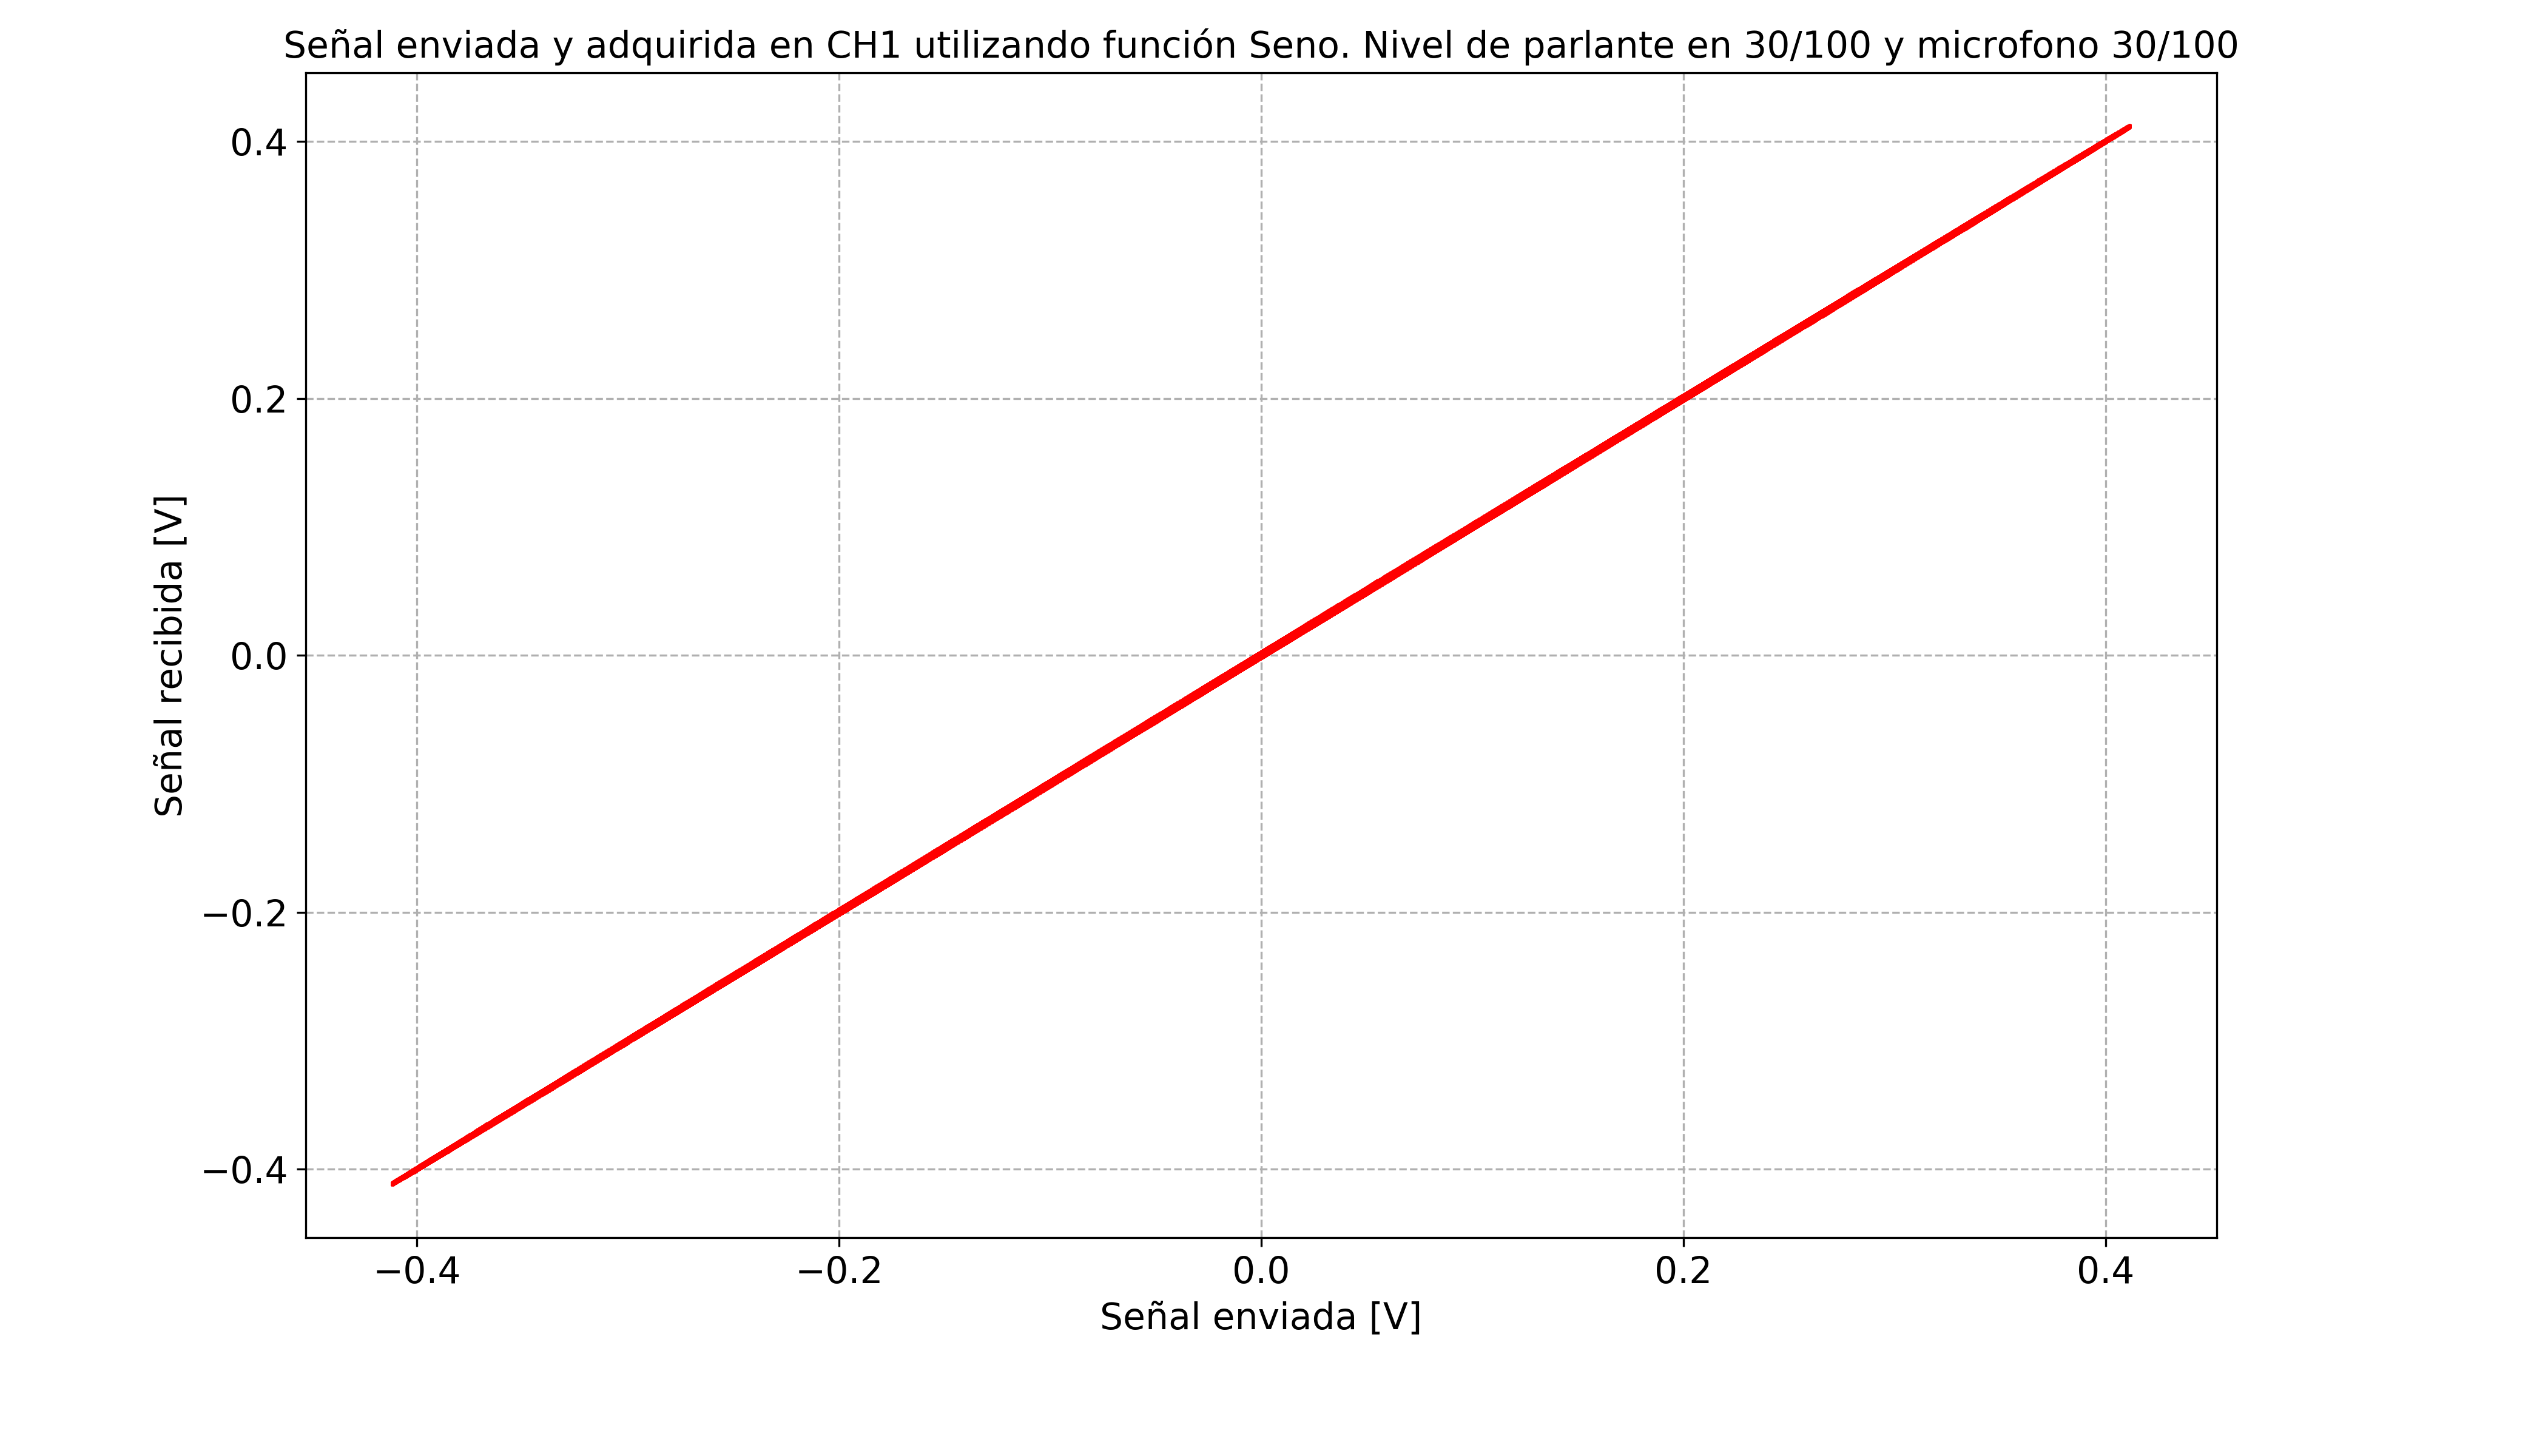 Señal enviada y adquirida en CH1 utilizando función Seno. Nivel de parlante en 30/100 y microfono 30/100
0.4
0.2
0.0
−0.2
−0.4
Señal recibida [V]
−0.4 −0.2 0.0 0.2 0.4
Señal enviada [V]